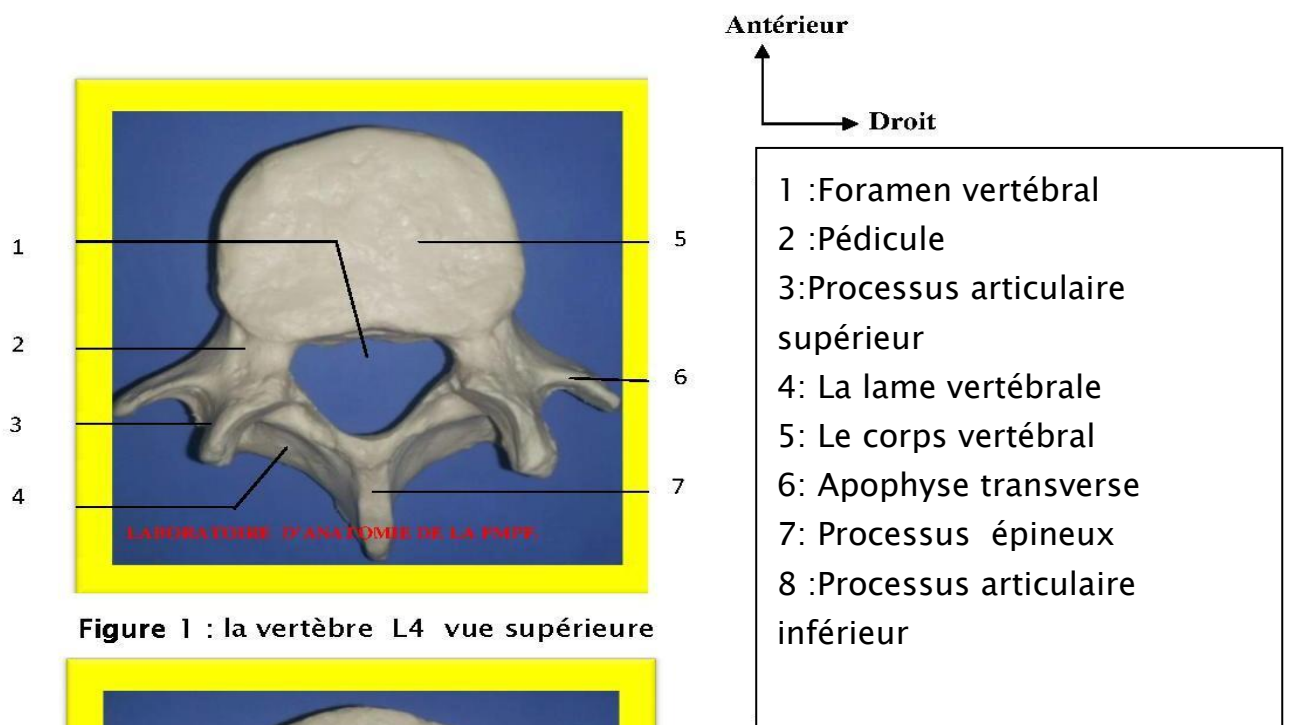 Antérieur
Droit
1
2
3
4
5
6
7
LABORATOIRE D'ANATOMIE DE LA FMPF.
Figure 1 : la vertèbre L4 vue supérieure
1 :Foramen vertébral
2 :Pédicule
3:Processus articulaire
supérieur
4: La lame vertébrale
5: Le corps vertébral
6: Apophyse transverse
7: Processus épineux
8 :Processus articulaire
inférieur